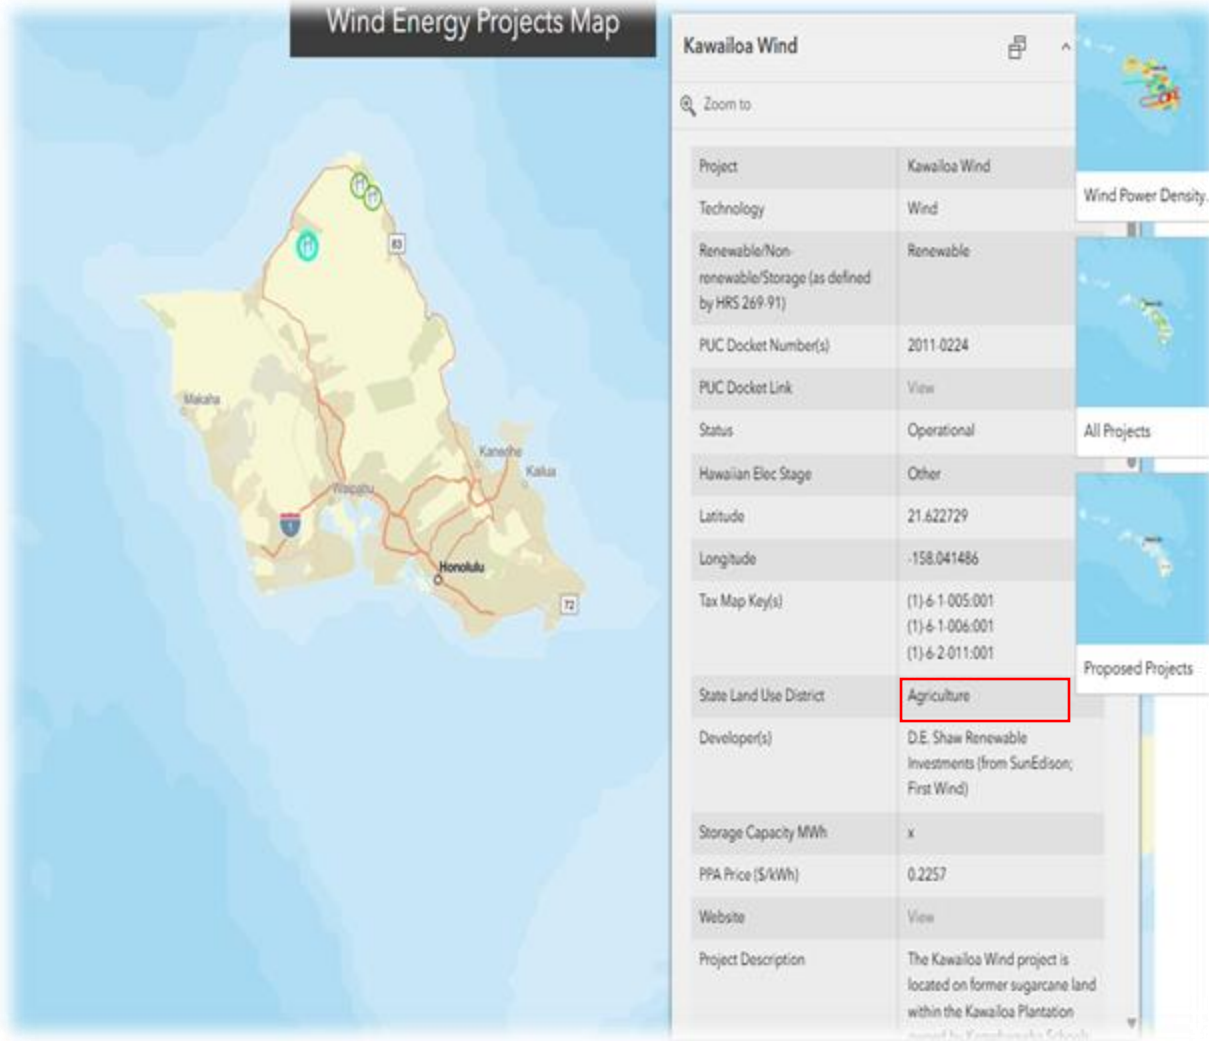 Wind Energy Projects Map
83
Makaha
Kaneohe
Kailua
Waipahu
1
Honolulu
72
Kawailoa Wind
Zoom to
Project Kawailoa Wind
Technology Wind
Renewable/Non-
renewable/Storage (as defined
by HRS 269-91)
Renewable
PUC Docket Number(s) 2011-0224
PUC Docket Link View
Status Operational
Hawaiian Elec Stage Other
Latitude 21.622729
Longitude -158.041486
Tax Map Key(s) (1)-6-1-005:001
(1)-6-1-006:001
(1)-6-2-011:001
State Land Use District Agriculture
Developer(s) D.E. Shaw Renewable
Investments (from SunEdison;
First Wind)
Storage Capacity MWh x
PPA Price ($/kWh) 0.2257
Website View
Project Description The Kawailoa Wind project is
located on former sugarcane land
within the Kawailoa Plantation
owned by Kamehameha Schools
Wind Power Density.
All Projects
Proposed Projects